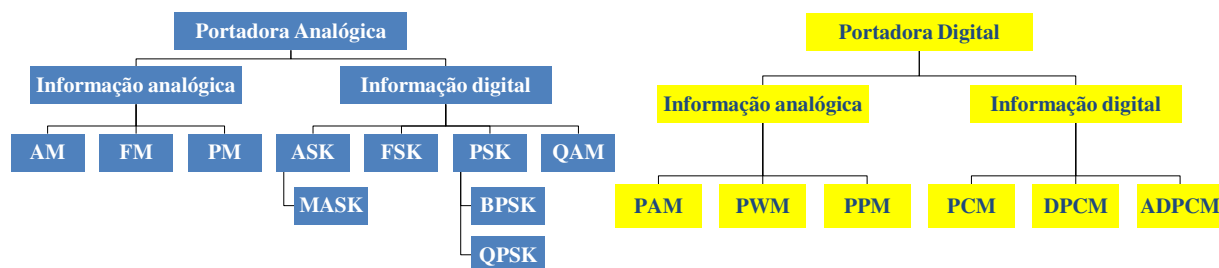 Portadora Analógica
Informação analógica
Informação digital
AM
FM
PM
ASK
FSK
PSK
QAM
MASK
BPSK
QPSK
Portadora Digital
Informação analógica
Informação digital
PAM
PWM
PPM
PCM
DPCM
ADPCM